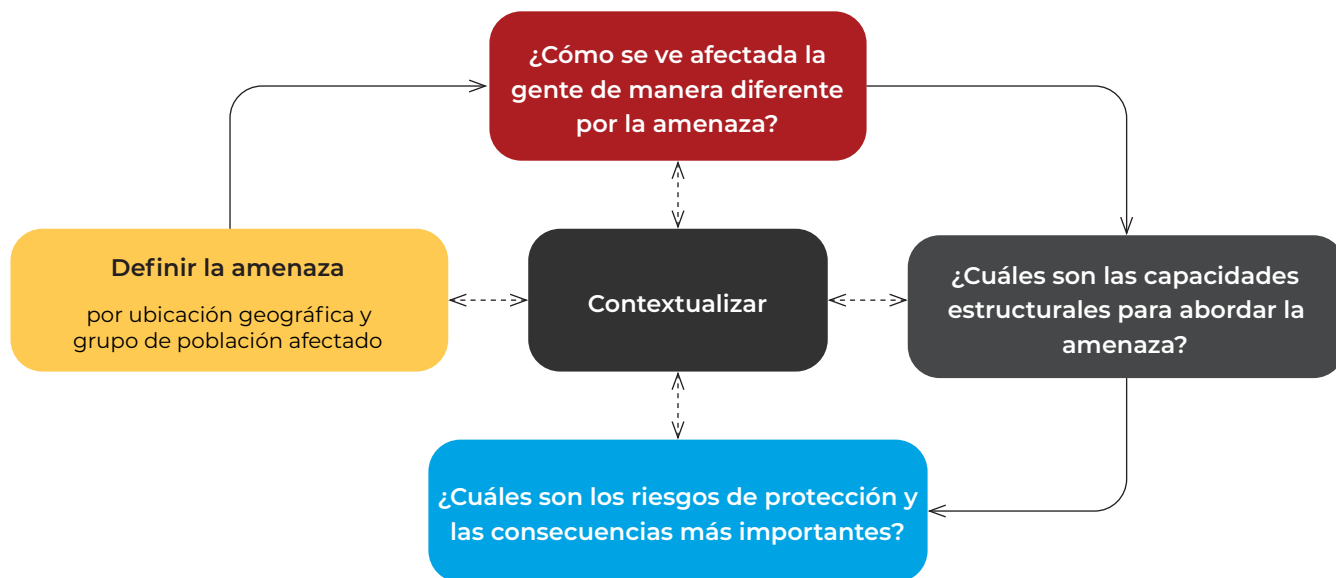 ¿Cómo se ve afectada la
gente de manera diferente
por la amenaza?
Definir la amenaza
por ubicación geográfica y
grupo de población afectado
Contextualizar
¿Cuáles son las capacidades
estructurales para abordar la
amenaza?
¿Cuáles son los riesgos de protección y
las consecuencias más importantes?